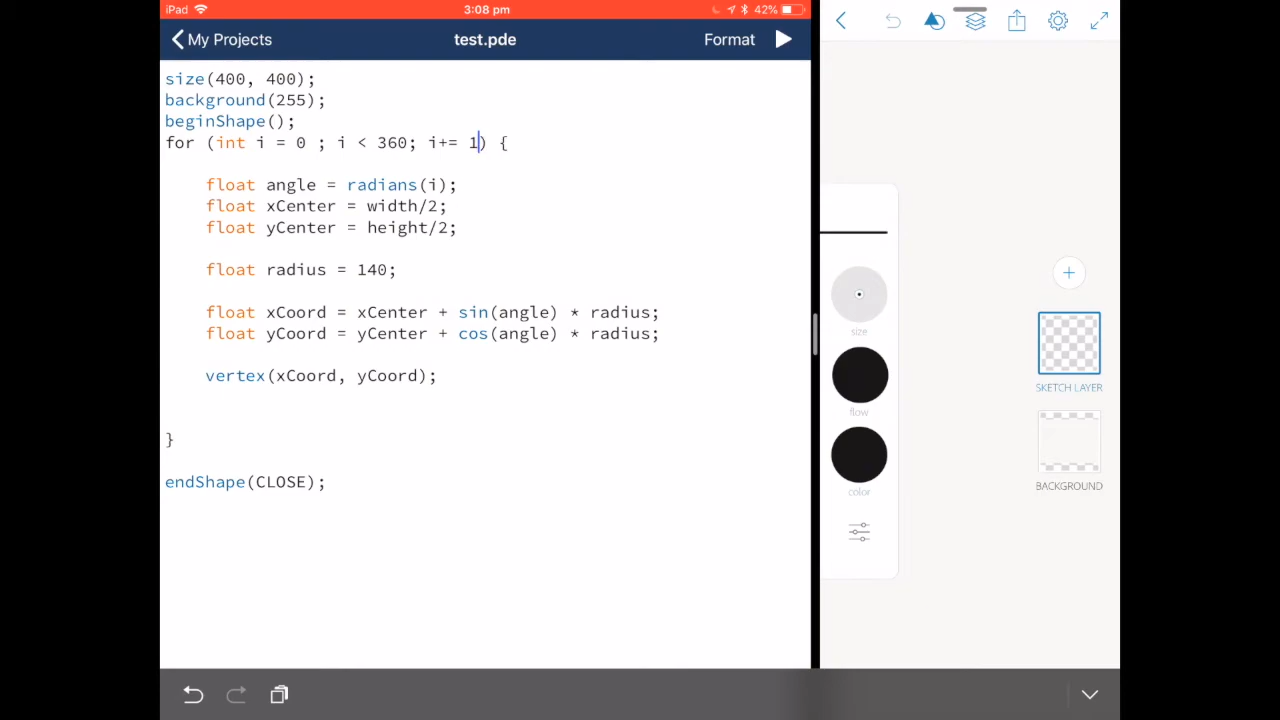 iPad 3:08 pm 42%
My Projects test.pde Format
size(400, 400);
background(255);
beginShape();
for (int i = 0 ; i < 360; i+= 1) {
float angle = radians(i);
float xCenter = width/2;
float yCenter = height/2;
float radius = 140;
float xCoord = xCenter + sin(angle) * radius;
float yCoord = yCenter + cos(angle) * radius;
vertex(xCoord, yCoord);
}
endShape(CLOSE);
size
flow
color
SKETCH LAYER
BACKGROUND